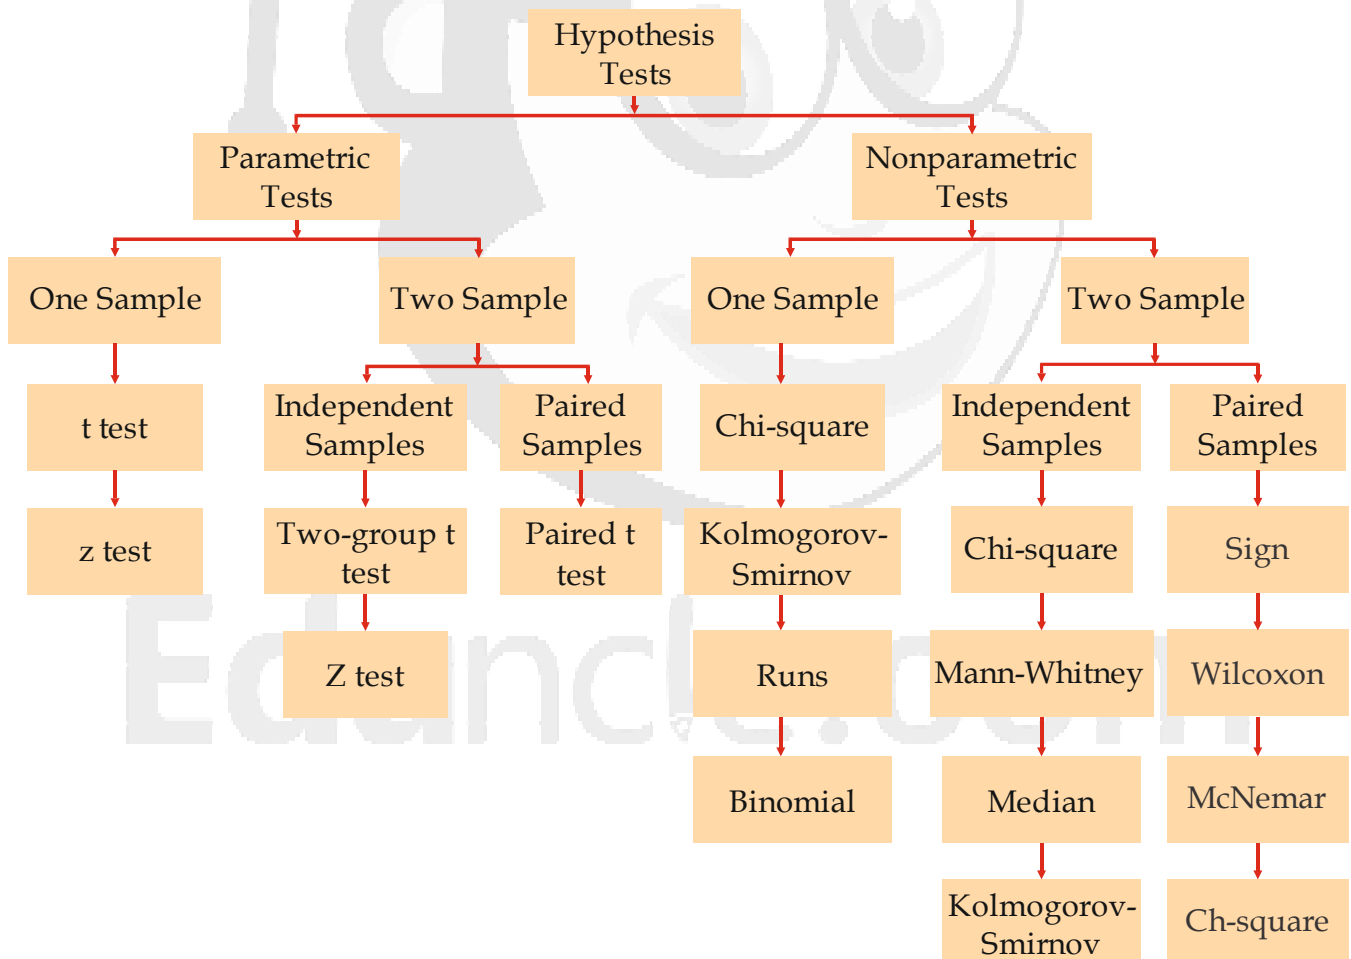 Hypothesis
Tests
Parametric
Tests
Nonparametric
Tests
One Sample
Two Sample
One Sample
Two Sample
t test
Independent
Samples
Paired
Samples
Chi-square
Independent
Samples
Paired
Samples
z test
Two-group t
test
Paired t
test
Kolmogorov-
Smirnov
Chi-square
Sign
Z test
Runs
Mann-Whitney
Wilcoxon
Binomial
Median
McNemar
Kolmogorov-
Smirnov
Ch-square
Eduncle.com